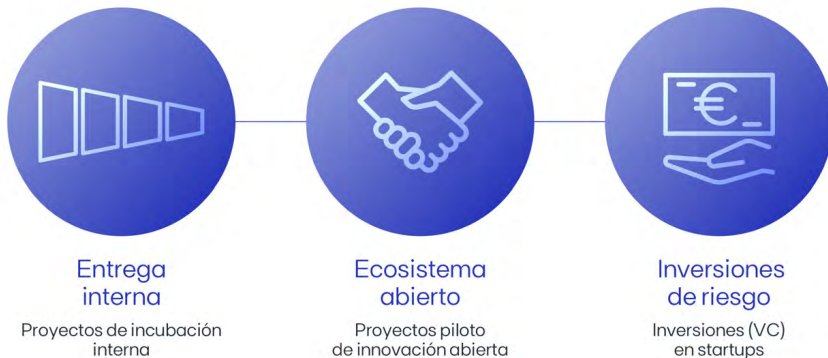 €
Entrega
interna
Proyectos de incubación
interna
Ecosistema
abierto
Proyectos piloto
de innovación abierta
Inversiones
de riesgo
Inversiones (VC)
en startups